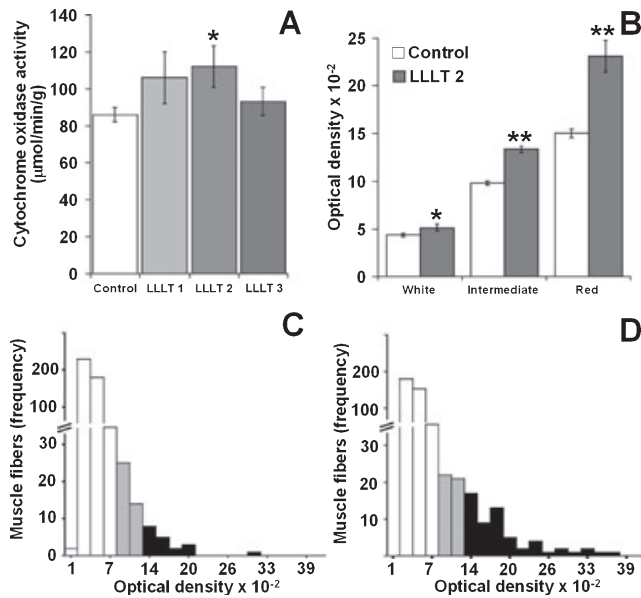 A
Cytochrome oxidase activity
(μmol/min/g)
140
120
100
80
60
40
20
0
*
Control LLLT 1 LLLT 2 LLLT 3
B
Control
LLLT 2
Optical density x 10-2
25
20
15
10
5
0
*
**
**
White Intermediate Red
C
Muscle fibers (frequency)
200
100
30
20
10
0
1 7 14 20 26 33 39
Optical density x 10-2
D
Muscle fibers (frequency)
200
100
30
20
10
1 7 14 20 26 33 39
Optical density x 10-2